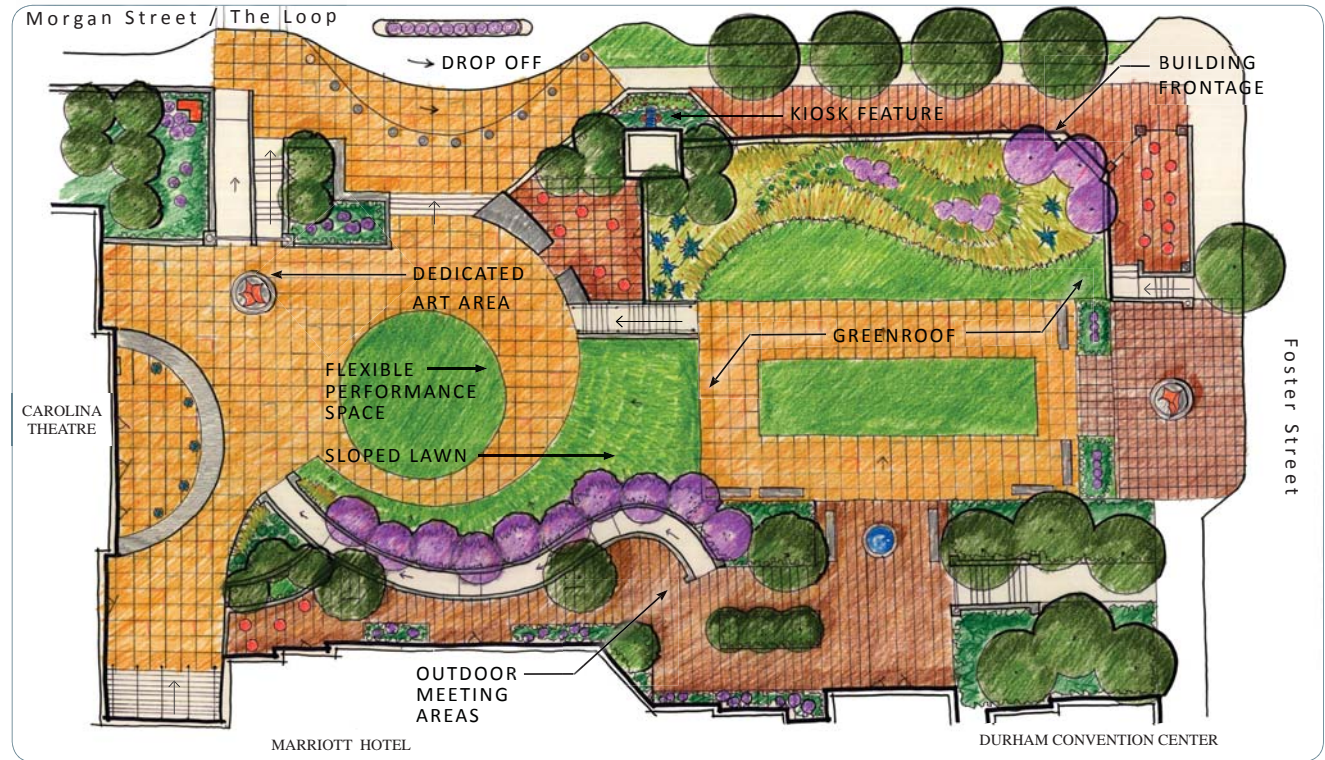 Morgan Street / The Loop
DROP OFF
BUILDING
FRONTAGE
KIOSK FEATURE
DEDICATED
ART AREA
GREENROOF
FLEXIBLE
PERFORMANCE
SPACE
CAROLINA
THEATRE
SLOPED LAWN
Foster Street
OUTDOOR
MEETING
AREAS
MARRIOTT HOTEL
DURHAM CONVENTION CENTER